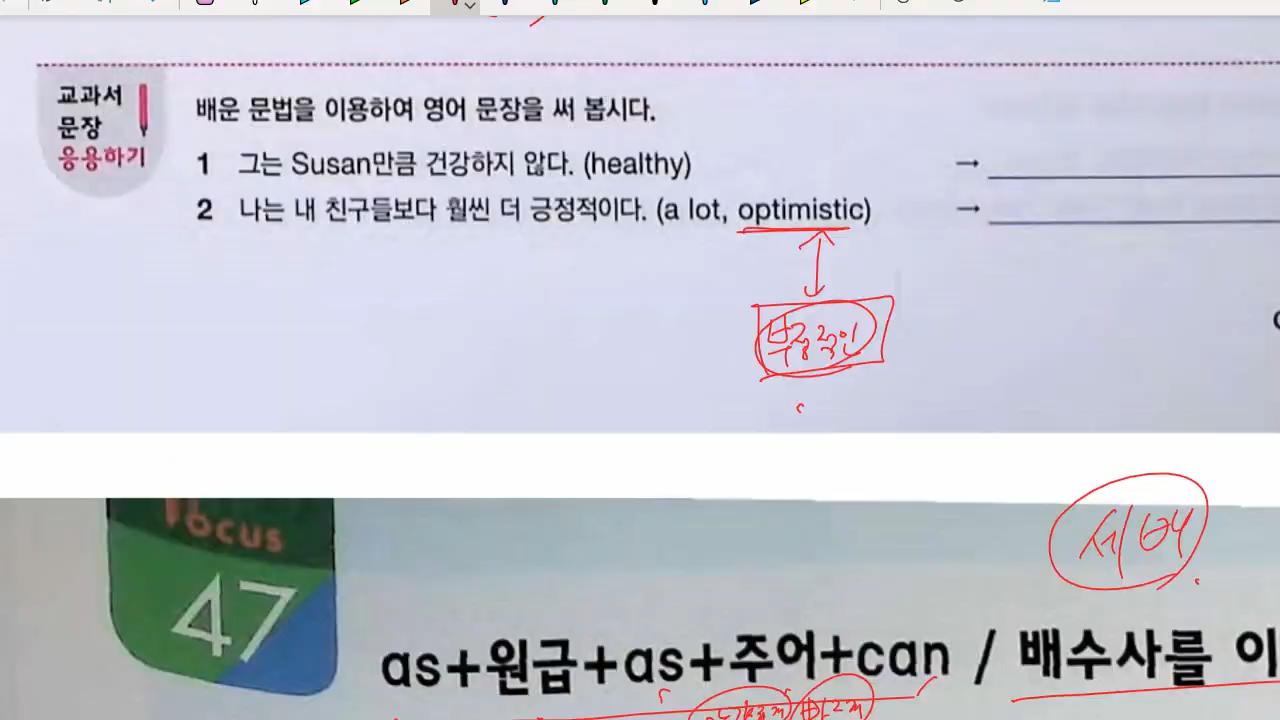 교과서
문장
응용하기
배운 문법을 이용하여 영어 문장을 써 봅시다.
1 그는 Susan만큼 건강하지 않다. (healthy) →
2 나는 내 친구들보다 훨씬 더 긍정적이다. (a lot, optimistic) →
부정적인
세 배
Focus
47
as+원급+as+주어+can / 배수사를 이